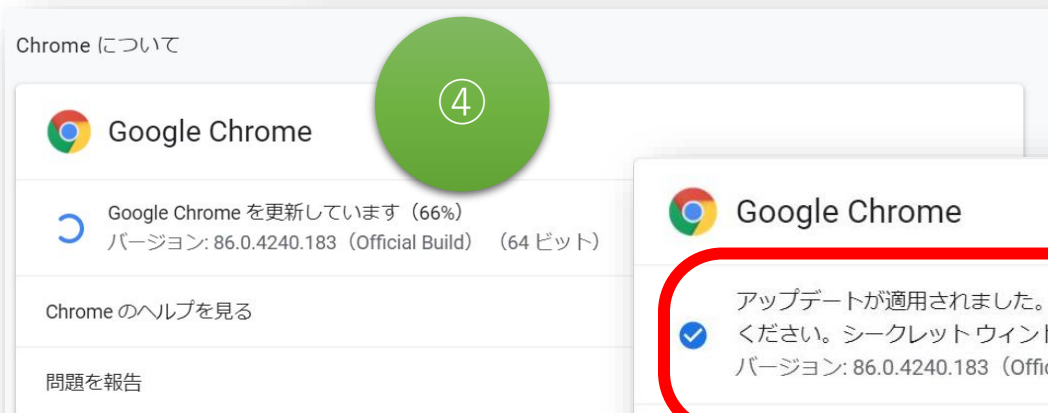 Chrome について
④
Google Chrome
Google Chrome を更新しています（66%）
バージョン: 86.0.4240.183（Official Build） （64 ビット）
Chrome のヘルプを見る
問題を報告
Google Chrome
アップデートが適用されました。
ください。シークレット ウィン
バージョン: 86.0.4240.183（Offi